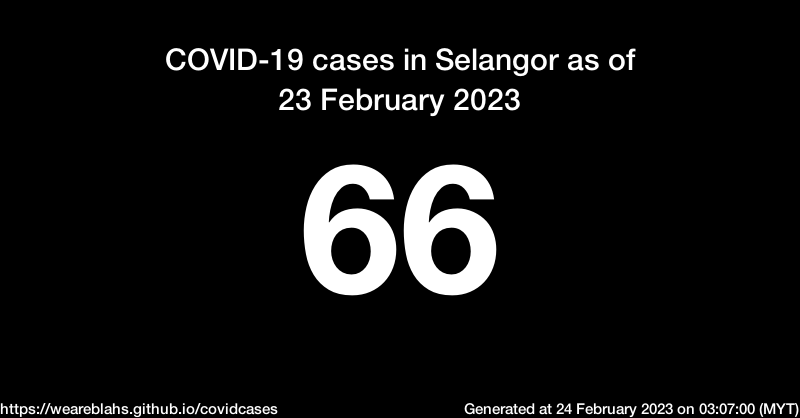 COVID-19 cases in Selangor as of
23 February 2023
66
https://weareblahs.github.io/covidcases
Generated at 24 February 2023 on 03:07:00 (MYT)